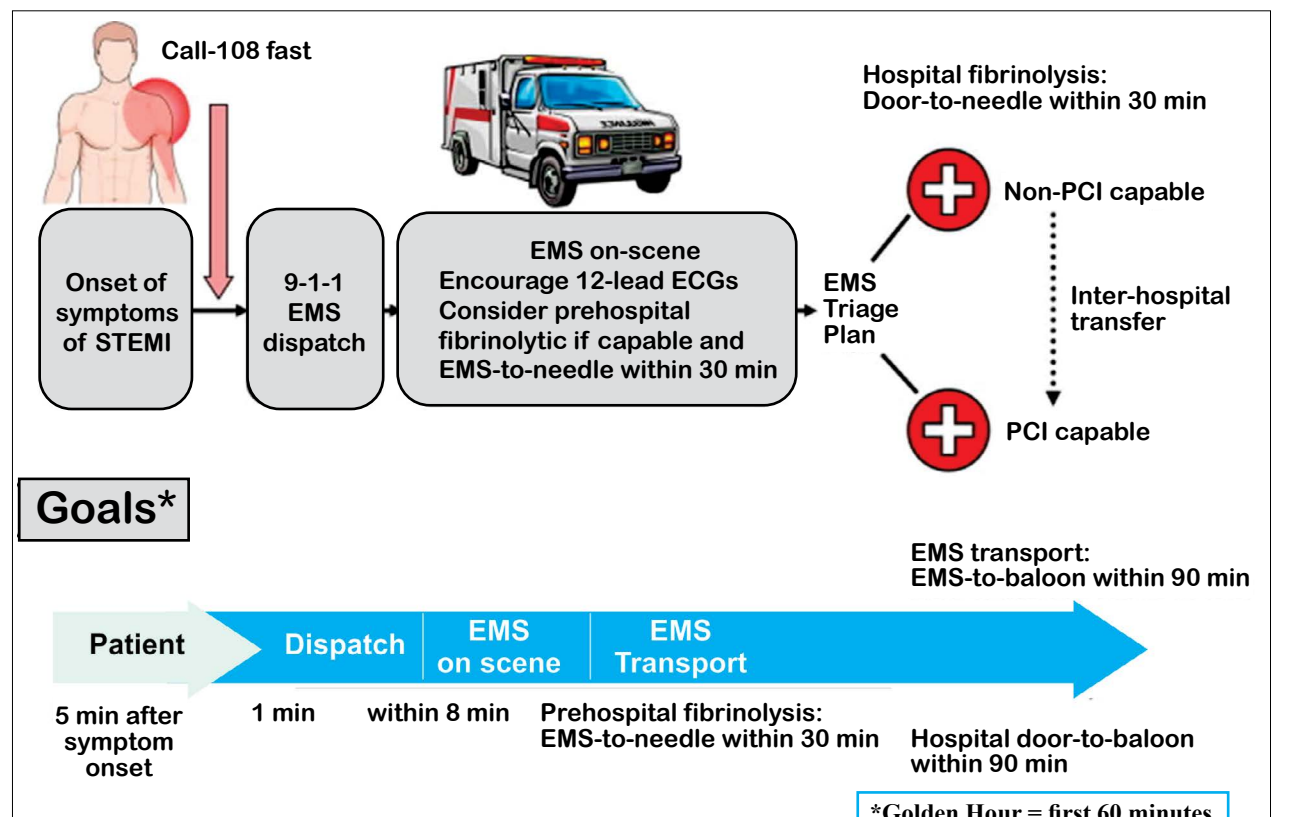 Call-108 fast
Hospital fibrinolysis:
Door-to-needle within 30 min
Onset of
symptoms
of STEMI
9-1-1
EMS
dispatch
EMS on-scene
Encourage 12-lead ECGs
Consider prehospital
fibrinolytic if capable and
EMS-to-needle within 30 min
EMS
Triage
Plan
Non-PCI capable
Inter-hospital
transfer
PCI capable
Goals*
EMS transport:
EMS-to-baloon within 90 min
Patient
Dispatch
EMS
on scene
EMS
Transport
5 min after
symptom
onset
1 min
within 8 min
Prehospital fibrinolysis:
EMS-to-needle within 30 min
Hospital door-to-baloon
within 90 min
*Golden Hour = first 60 minutes